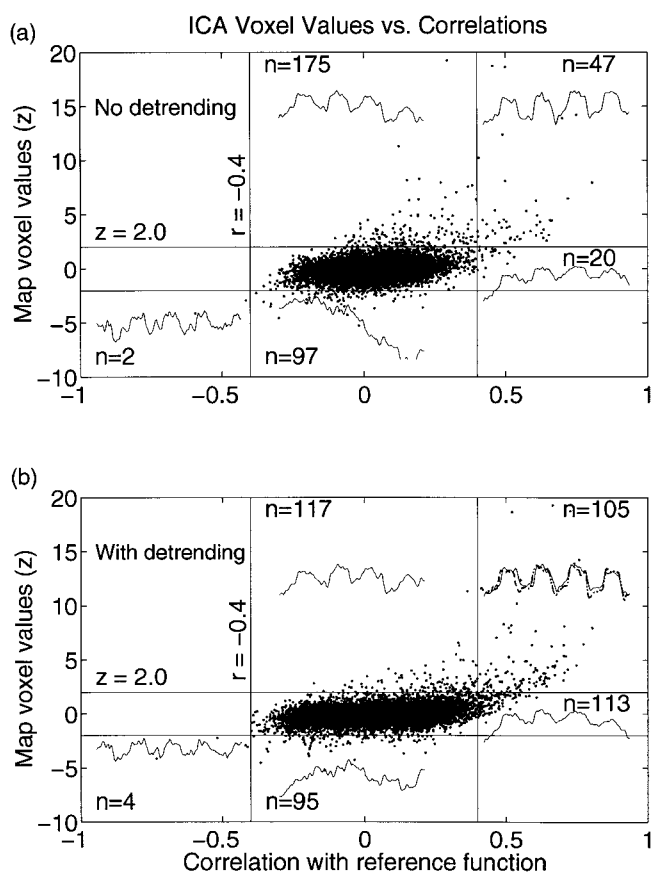 ICA Voxel Values vs. Correlations
(a)
20
15
10
5
0
−5
−10
Map voxel values (z)
n=175
n=47
No detrending
r = −0.4
z = 2.0
n=20
n=2
n=97
−1
−0.5
0
0.5
1
(b)
20
15
10
5
0
−5
−10
Map voxel values (z)
n=117
n=105
With detrending
r = −0.4
z = 2.0
n=113
n=4
n=95
−1
−0.5
0
0.5
1
Correlation with reference function